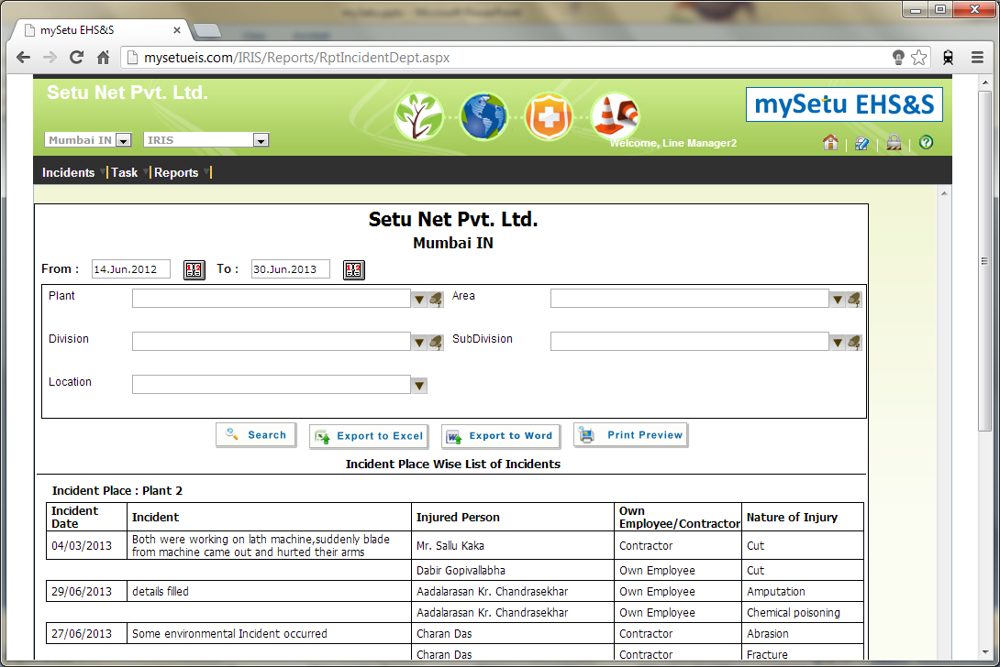 mySetu EHS&S
mysetueis.com/IRIS/Reports/RptIncidentDept.aspx
Setu Net Pvt. Ltd.
mySetu EHS&S
Mumbai IN IRIS
Welcome, Line Manager2
Incidents Task Reports
Setu Net Pvt. Ltd.
Mumbai IN
From : 14.Jun.2012 To : 30.Jun.2013
Plant Area
Division SubDivision
Location
Search Export to Excel Export to Word Print Preview
Incident Place Wise List of Incidents
Incident Place : Plant 2
Incident Date Incident Injured Person Own Employee/Contractor Nature of Injury
04/03/2013 Both were working on lath machine,suddenly blade from machine came out and hurted their arms Mr. Sallu Kaka Contractor Cut
Dabir Gopivallabha Own Employee Cut
29/06/2013 details filled Aadalarasan Kr. Chandrasekhar Own Employee Amputation
Aadalarasan Kr. Chandrasekhar Own Employee Chemical poisoning
27/06/2013 Some environmental Incident occurred Charan Das Contractor Abrasion
Charan Das Contractor Fracture